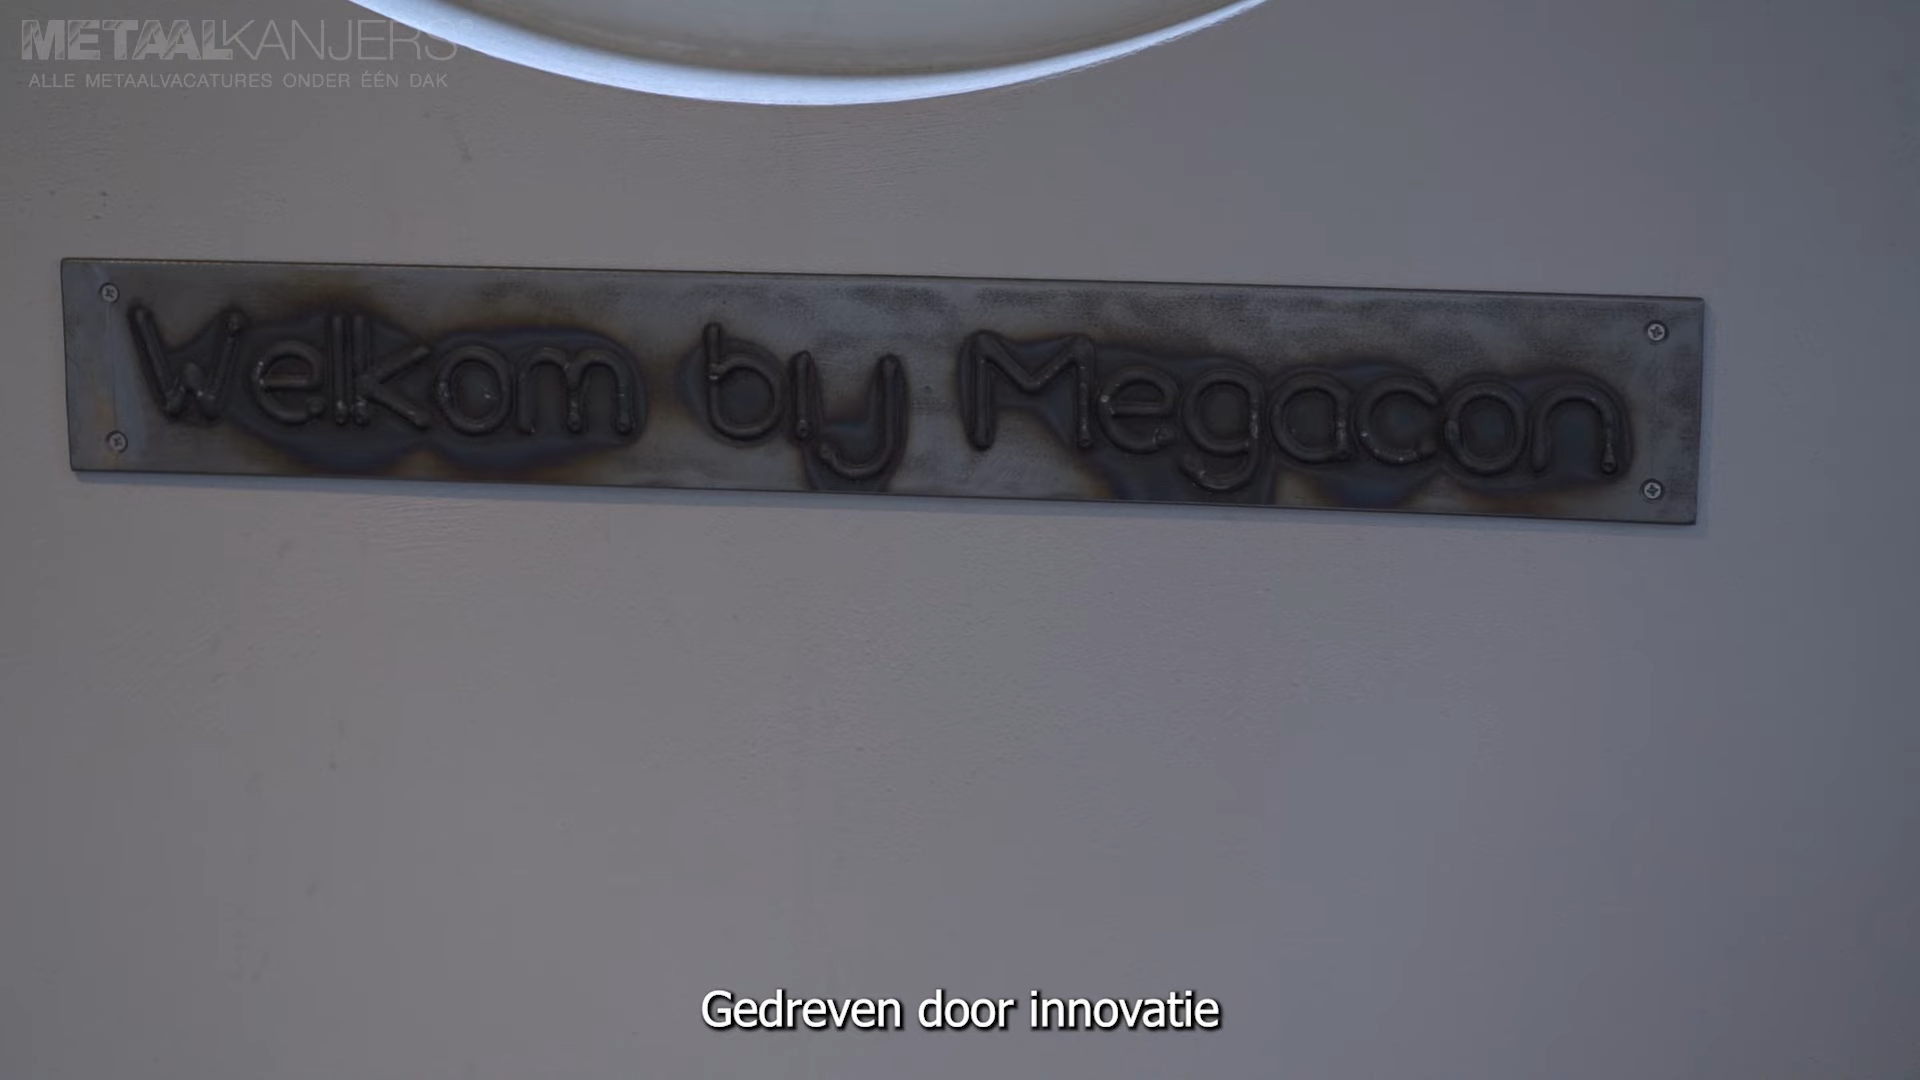 METAALKANJERS®
ALLE METAALVACATURES ONDER ÉÉN DAK
Welkom bij Megacon
Gedreven door innovatie